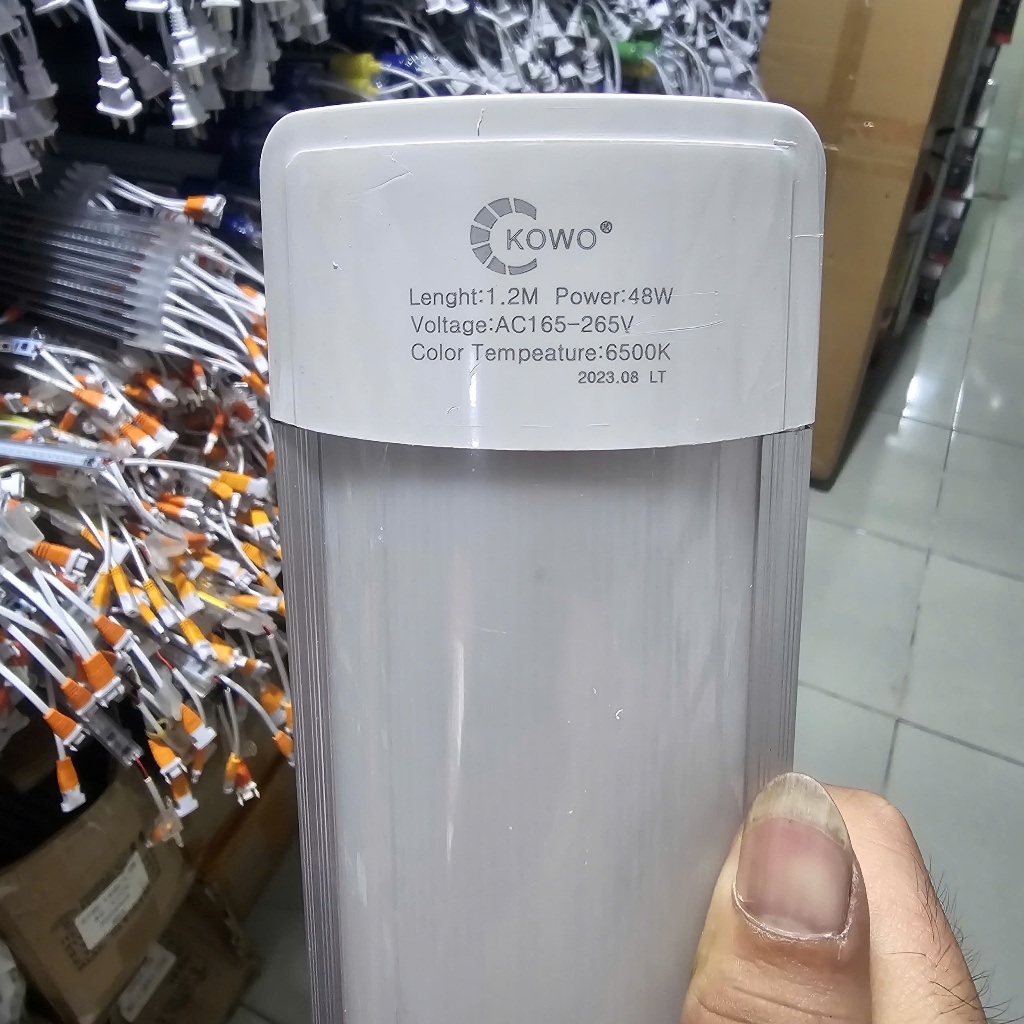 KOWO®
Lenght:1.2M Power:48W
Voltage:AC165-265V
Color Tempeature:6500K
2023.08 LT